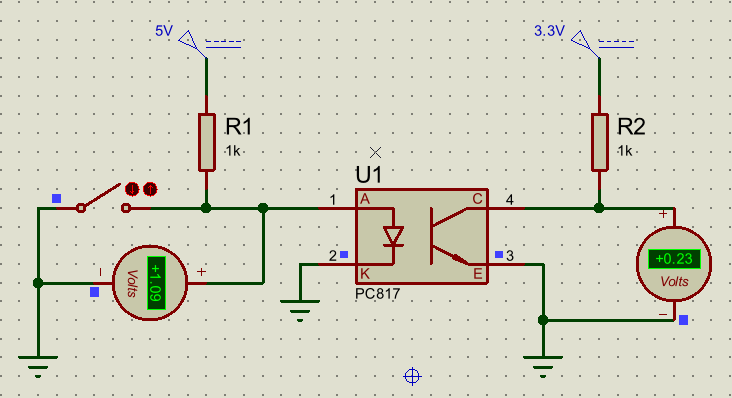 5V
3.3V
R1
1k
R2
1k
U1
1
A
C
4
2
K
E
3
PC817
+1.09
Volts
+
+
+0.23
Volts